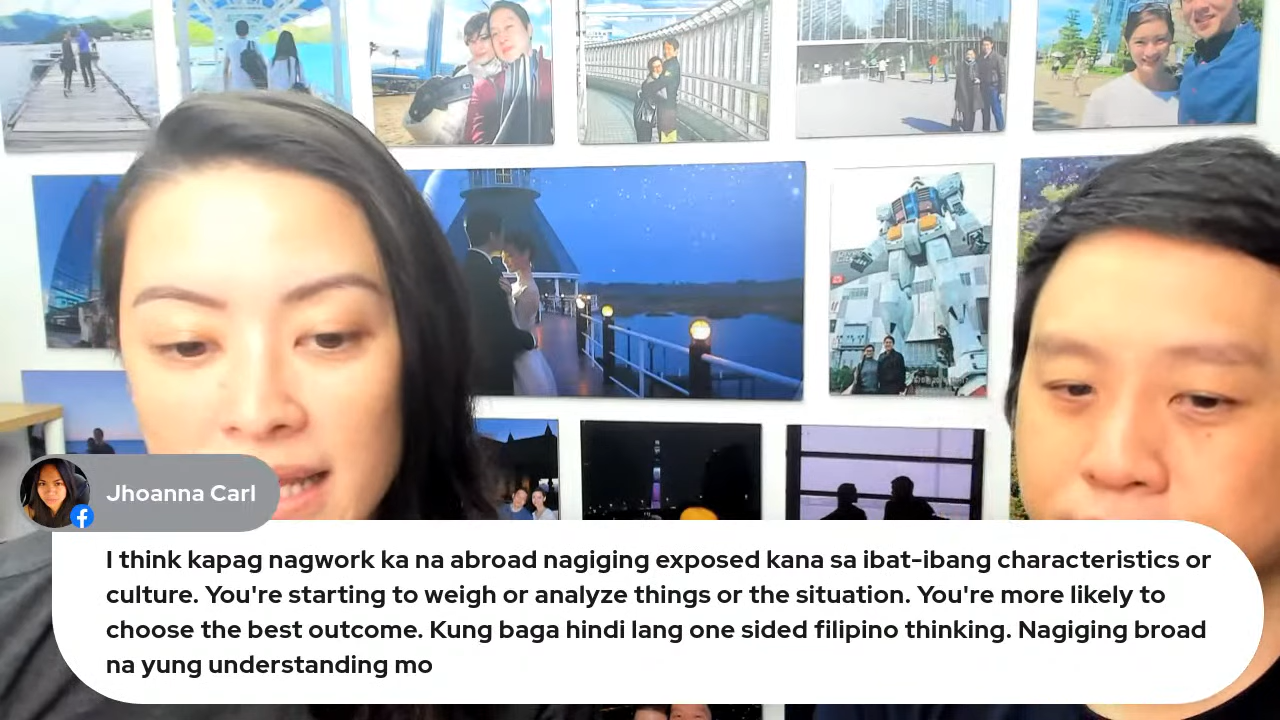 Jhoanna Carl
I think kapag nagwork ka na abroad nagiging exposed kana sa ibat-ibang characteristics or
culture. You're starting to weigh or analyze things or the situation. You're more likely to
choose the best outcome. Kung baga hindi lang one sided filipino thinking. Nagiging broad
na yung understanding mo